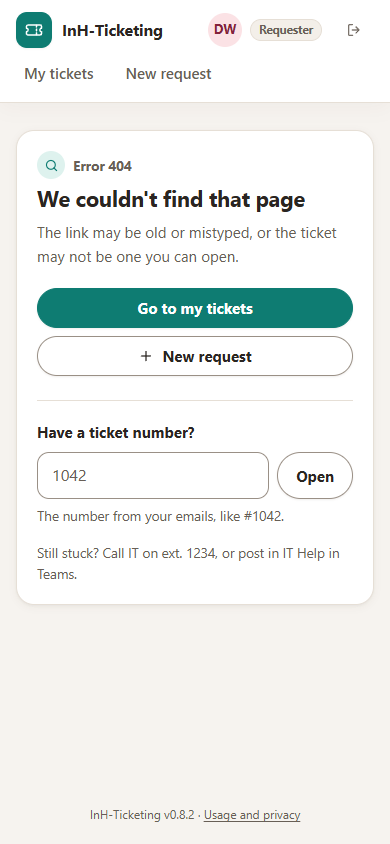 InH-Ticketing
DW
Requester
My tickets
New request
Error 404
We couldn't find that page
The link may be old or mistyped, or the ticket
may not be one you can open.
Go to my tickets
New request
Have a ticket number?
1042
Open
The number from your emails, like #1042.
Still stuck? Call IT on ext. 1234, or post in IT Help in
Teams.
InH-Ticketing v0.8.2 · Usage and privacy